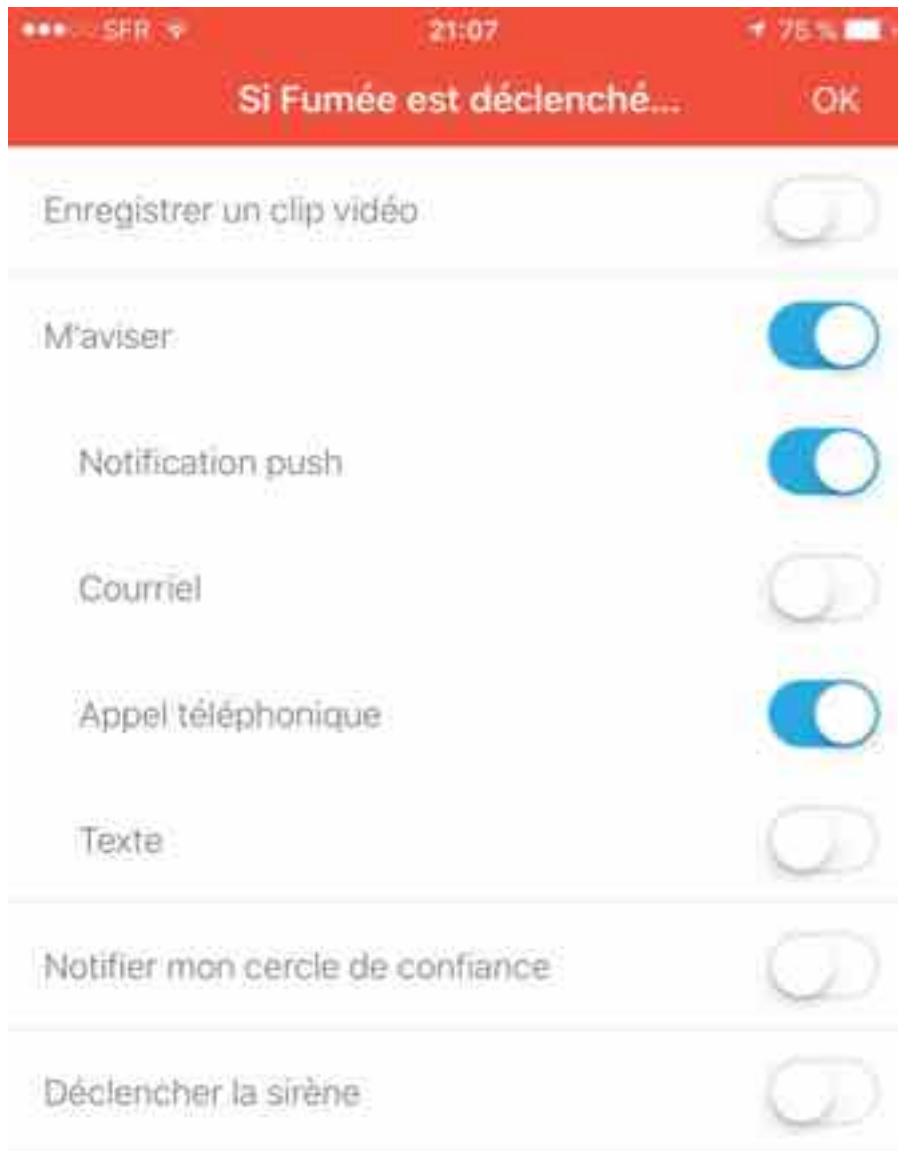 SFR 21:07 75 %
Si Fumée est déclenché... OK
Enregistrer un clip vidéo
M'aviser
Notification push
Courriel
Appel téléphonique
Texte
Notifier mon cercle de confiance
Déclencher la sirène